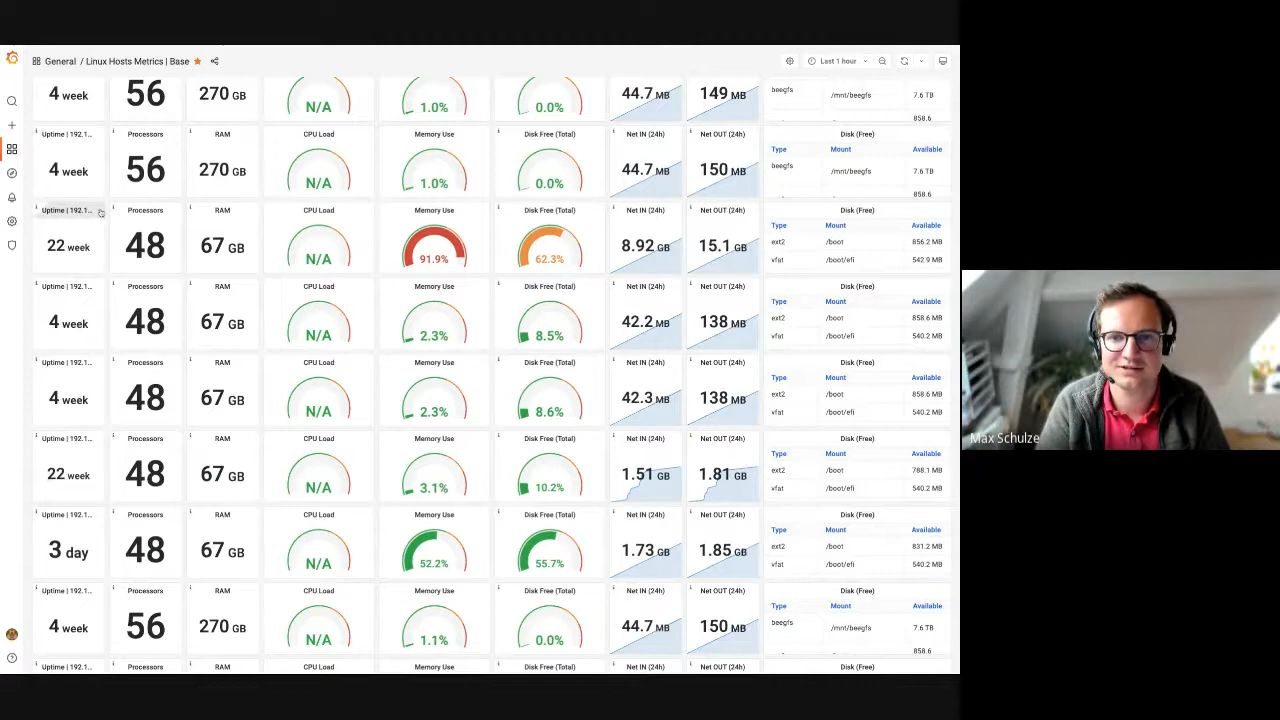 General / Linux Hosts Metrics | Base
Last 1 hour
4 week 56 270 GB N/A 1.0% 0.0% 44.7 MB 149 MB beegfs /mnt/beegfs 7.6 TB
858.6
Uptime | 192.1... Processors RAM CPU Load Memory Use Disk Free (Total) Net IN (24h) Net OUT (24h) Disk (Free)
Type Mount Available
4 week 56 270 GB N/A 1.0% 0.0% 44.7 MB 150 MB beegfs /mnt/beegfs 7.6 TB
858.6
Uptime | 192.1... Processors RAM CPU Load Memory Use Disk Free (Total) Net IN (24h) Net OUT (24h) Disk (Free)
Type Mount Available
22 week 48 67 GB N/A 91.9% 62.3% 8.92 GB 15.1 GB ext2 /boot 856.2 MB
vfat /boot/efi 542.9 MB
Uptime | 192.1... Processors RAM CPU Load Memory Use Disk Free (Total) Net IN (24h) Net OUT (24h) Disk (Free)
Type Mount Available
4 week 48 67 GB N/A 2.3% 8.5% 42.2 MB 138 MB ext2 /boot 858.6 MB
vfat /boot/efi 540.2 MB
Uptime | 192.1... Processors RAM CPU Load Memory Use Disk Free (Total) Net IN (24h) Net OUT (24h) Disk (Free)
Type Mount Available
4 week 48 67 GB N/A 2.3% 8.6% 42.3 MB 138 MB ext2 /boot 858.6 MB
vfat /boot/efi 540.2 MB
Uptime | 192.1... Processors RAM CPU Load Memory Use Disk Free (Total) Net IN (24h) Net OUT (24h) Disk (Free)
Type Mount Available
22 week 48 67 GB N/A 3.1% 10.2% 1.51 GB 1.81 GB ext2 /boot 788.1 MB
vfat /boot/efi 540.2 MB
Uptime | 192.1... Processors RAM CPU Load Memory Use Disk Free (Total) Net IN (24h) Net OUT (24h) Disk (Free)
Type Mount Available
3 day 48 67 GB N/A 52.2% 55.7% 1.73 GB 1.85 GB ext2 /boot 831.2 MB
vfat /boot/efi 540.2 MB
Uptime | 192.1... Processors RAM CPU Load Memory Use Disk Free (Total) Net IN (24h) Net OUT (24h) Disk (Free)
Type Mount Available
4 week 56 270 GB N/A 1.1% 0.0% 44.7 MB 150 MB beegfs /mnt/beegfs 7.6 TB
858.6
Uptime | 192.1... Processors RAM CPU Load Memory Use Disk Free (Total) Net IN (24h) Net OUT (24h) Disk (Free)
Max Schulze